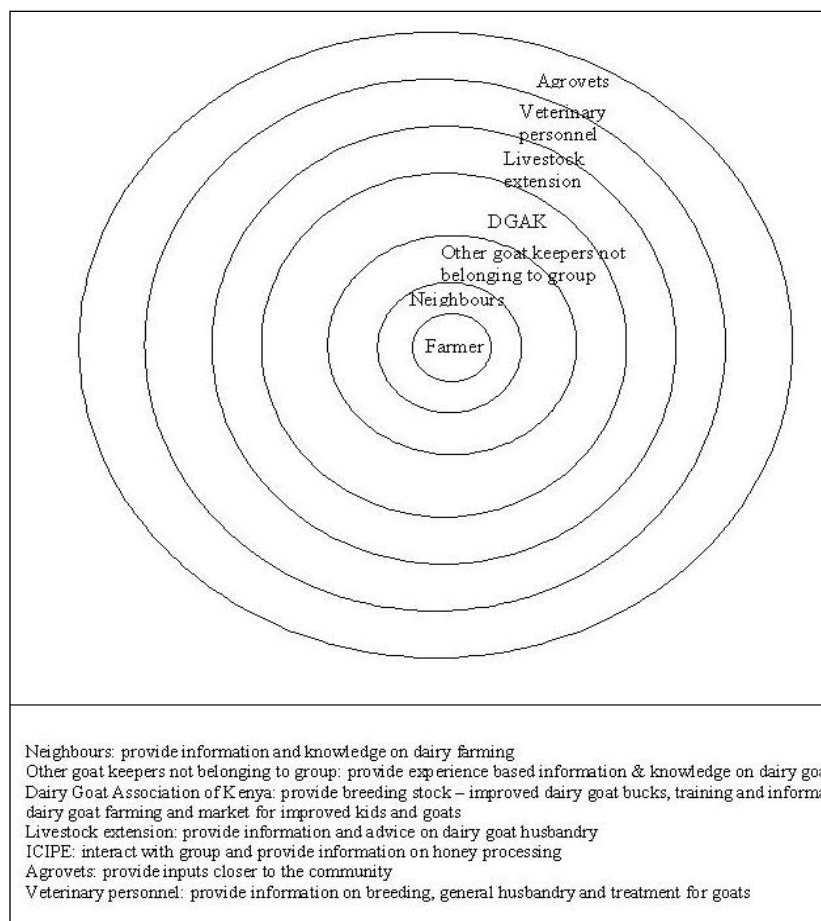 Agrovets
Veterinary
personnel
Livestock
extension
DGAK
Other goat keepers not
belonging to group
Neighbours
Farmer
Neighbours: provide information and knowledge on dairy farming
Other goat keepers not belonging to group: provide experience based information & knowledge on dairy
Dairy Goat Association of Kenya: provide breeding stock – improved dairy goat bucks, training and
dairy goat farming and market for improved kids and goats
Livestock extension: provide information and advice on dairy goat husbandry
ICIPE: interact with group and provide information on honey processing
Agrovets: provide inputs closer to the community
Veterinary personnel: provide information on breeding, general husbandry and treatment for goats